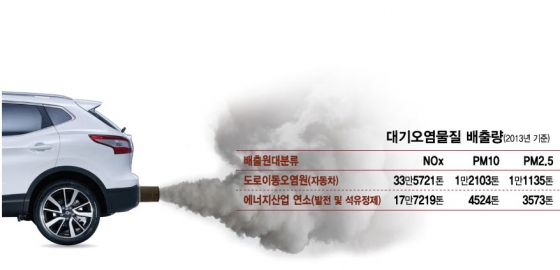 대기오염물질 배출량(2013년 기준)
배출원대분류 NOx PM10 PM2.5
도로이동오염원(자동차) 33만5721톤 1만2103톤 1만1135톤
에너지산업 연소(발전 및 석유정제) 17만7219톤 4524톤 3573톤